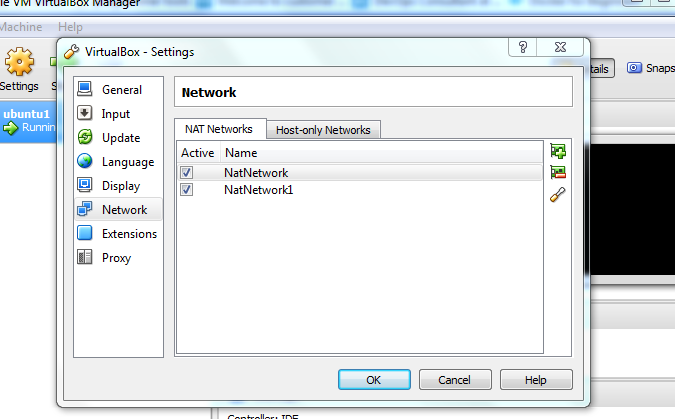 le VM VirtualBox Manager
Machine Help
VirtualBox - Settings
Settings S
tails Snaps
ubuntu1
Runnin
General
Input
Update
Language
Display
Network
Extensions
Proxy
Network
NAT Networks Host-only Networks
Active Name
NatNetwork
NatNetwork1
OK Cancel Help
Controller: IDE